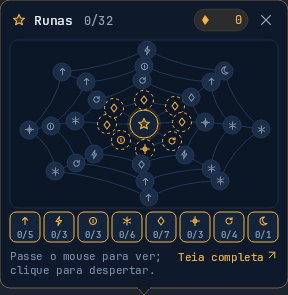 Runas 0/32 0
0/5 0/3 0/3 0/6 0/7 0/3 0/4 0/1
Passe o mouse para ver; Teia completa
clique para despertar.